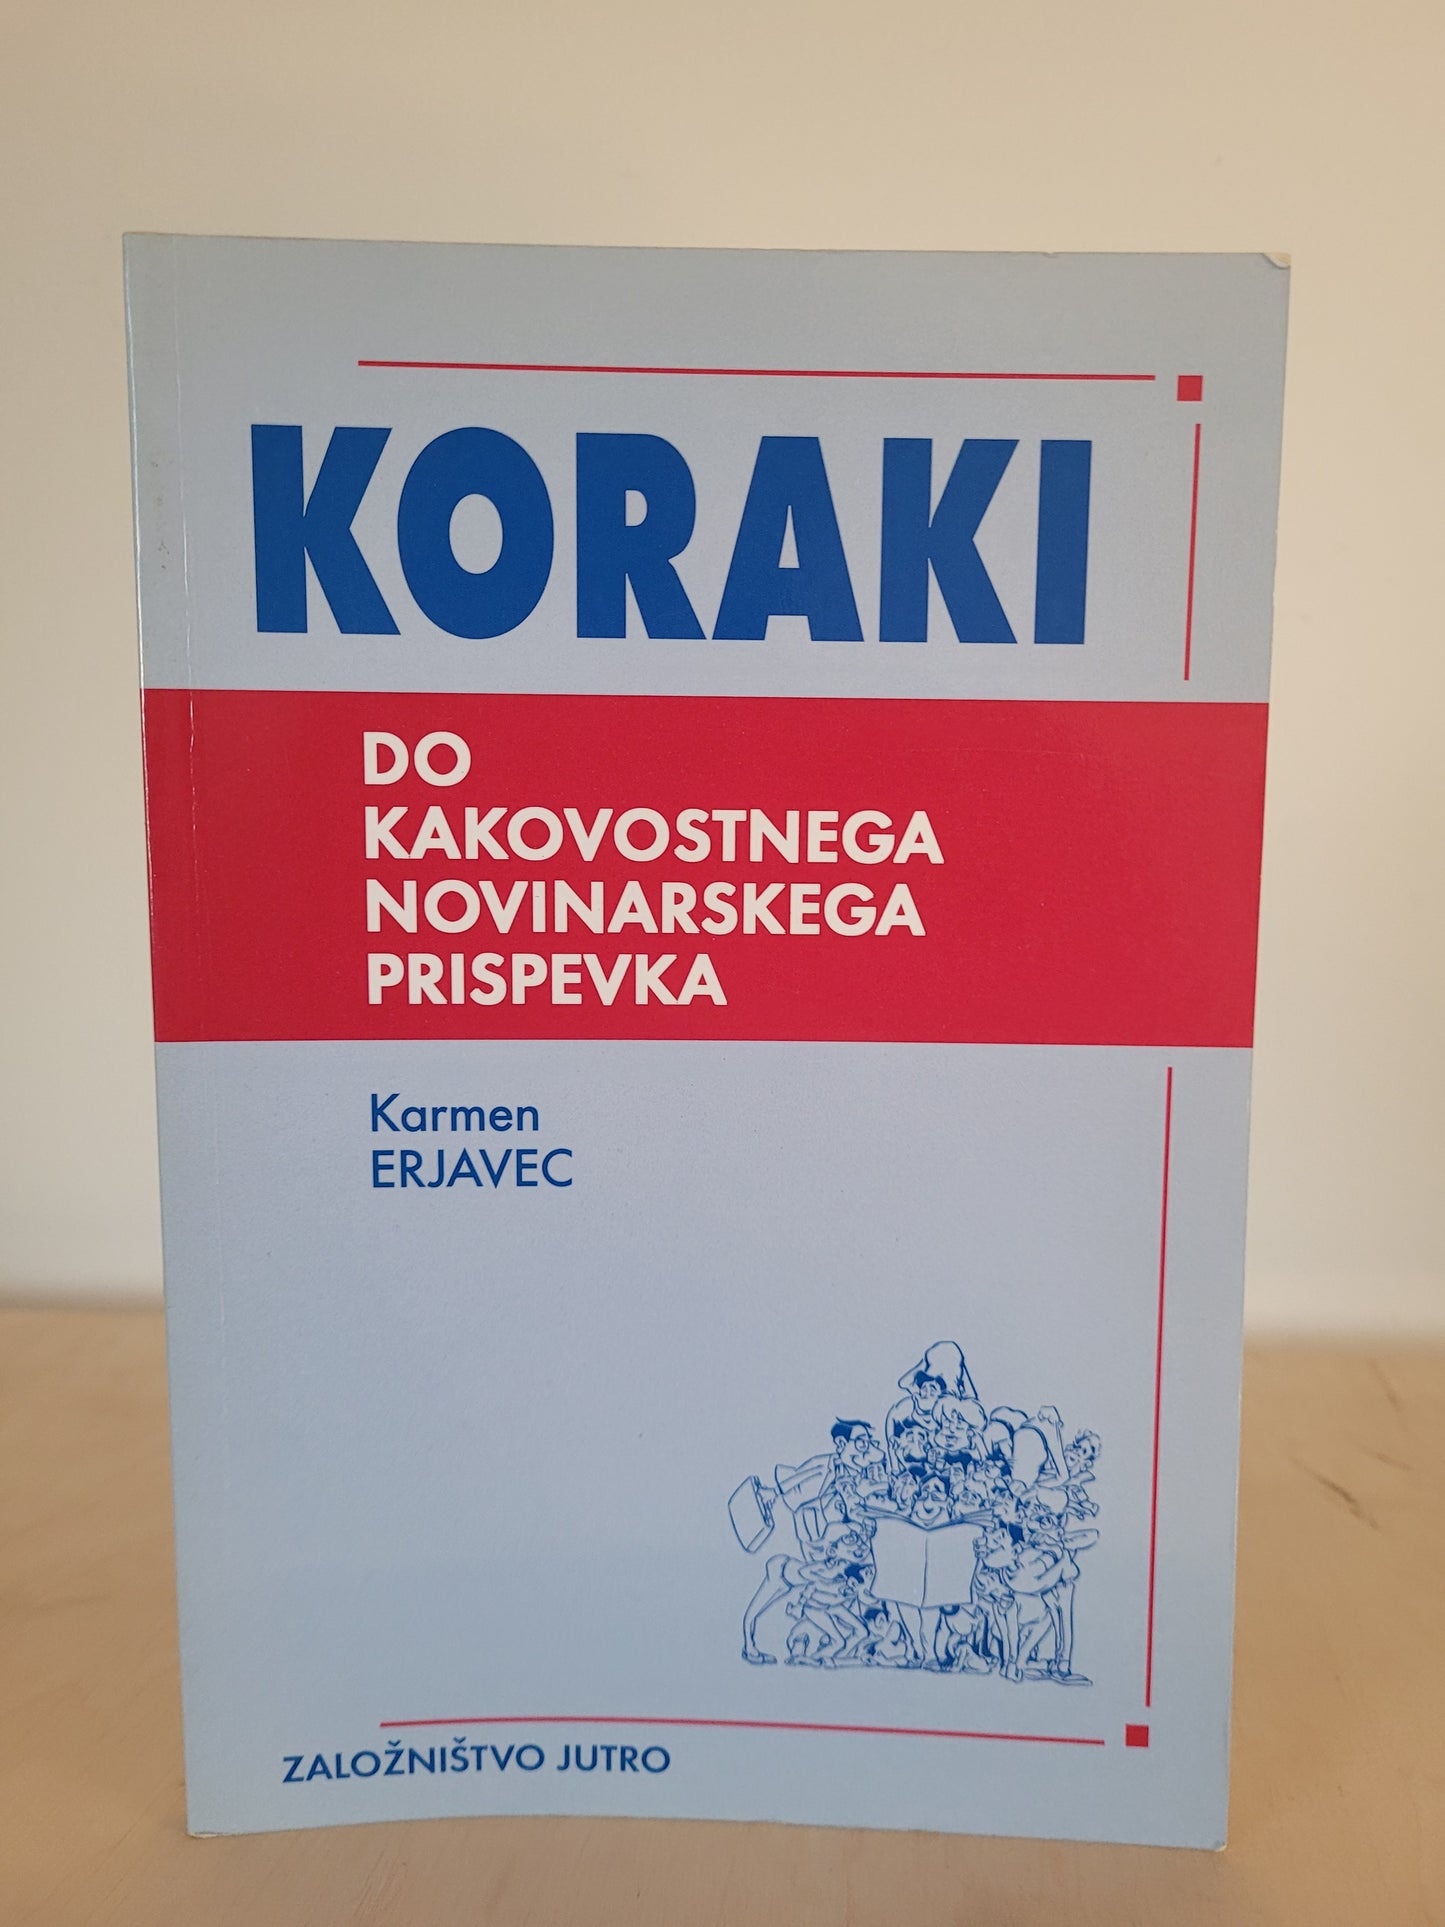 KORAKI
DO
KAKOVOSTNEGA
NOVINARSKEGA
PRISPEVKA
Karmen
ERJAVEC
ZALOŽNIŠTVO JUTRO